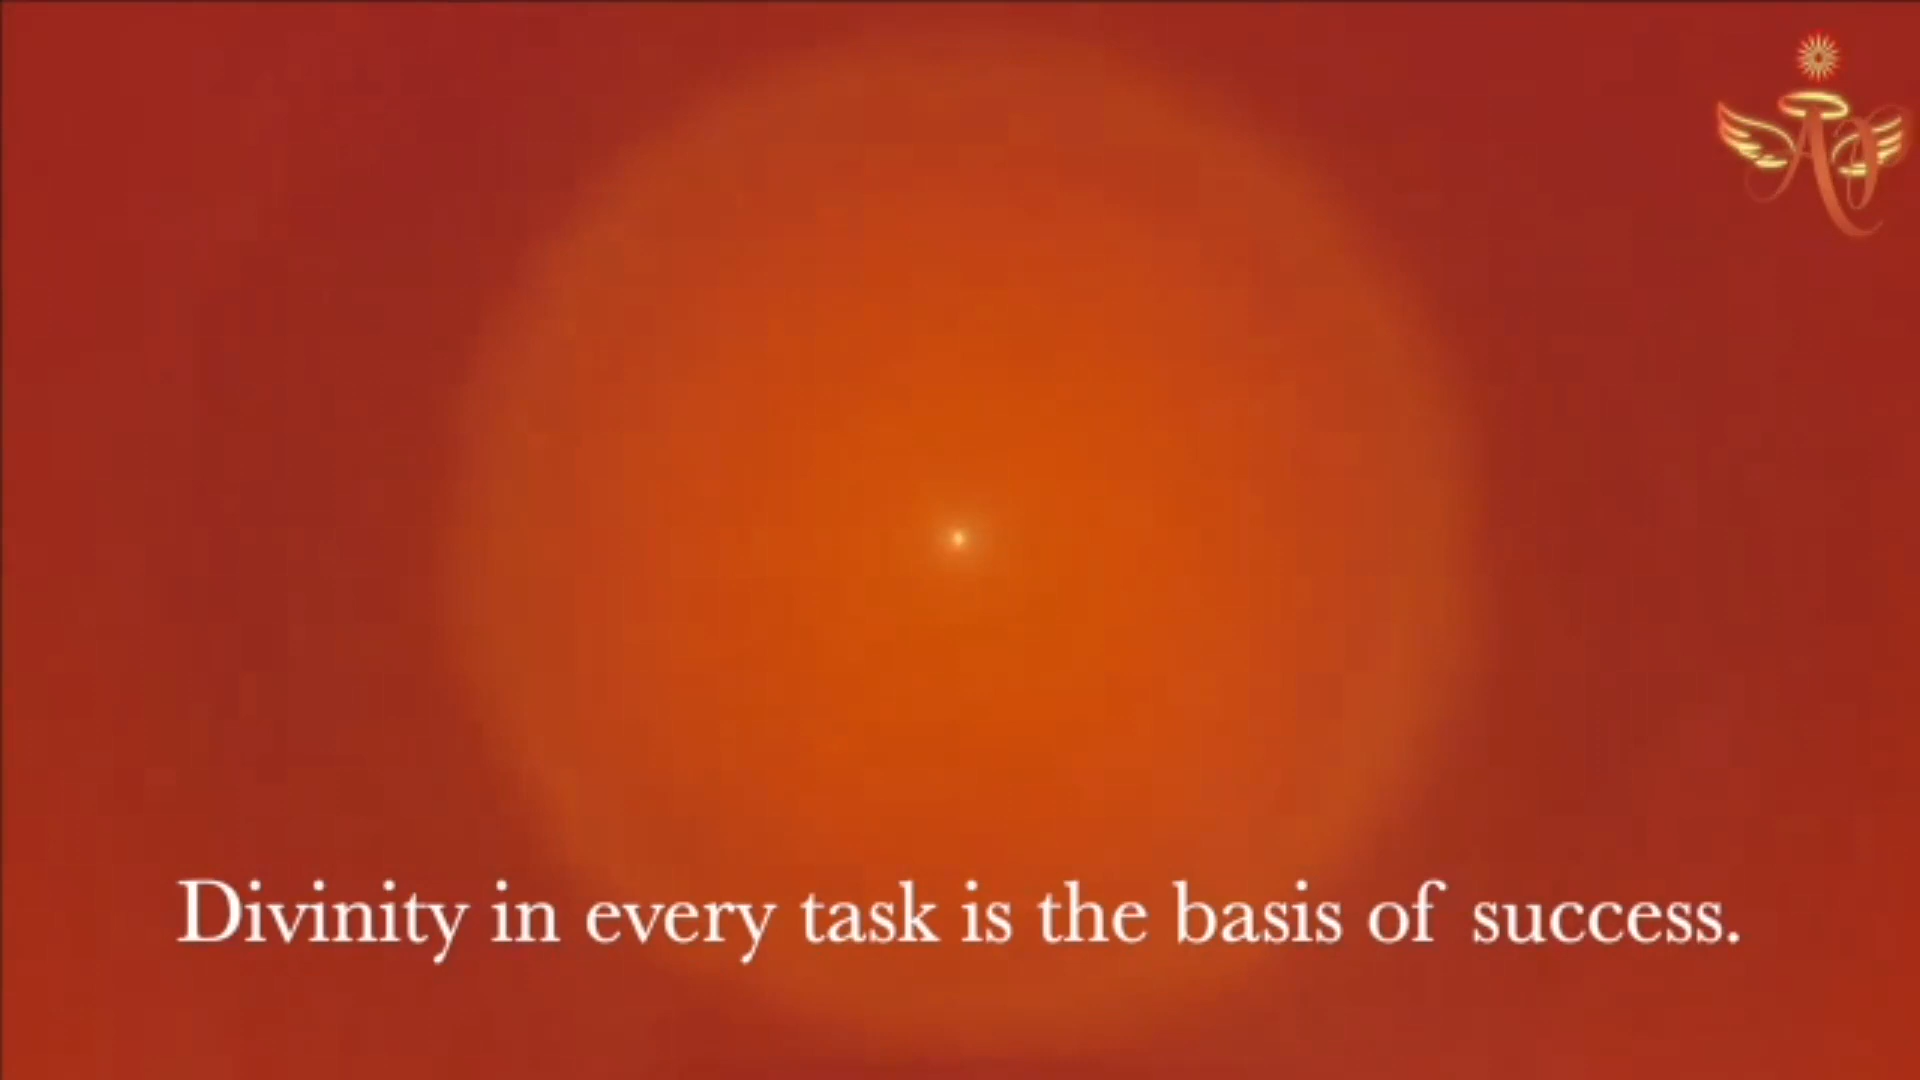 Divinity in every task is the basis of success.